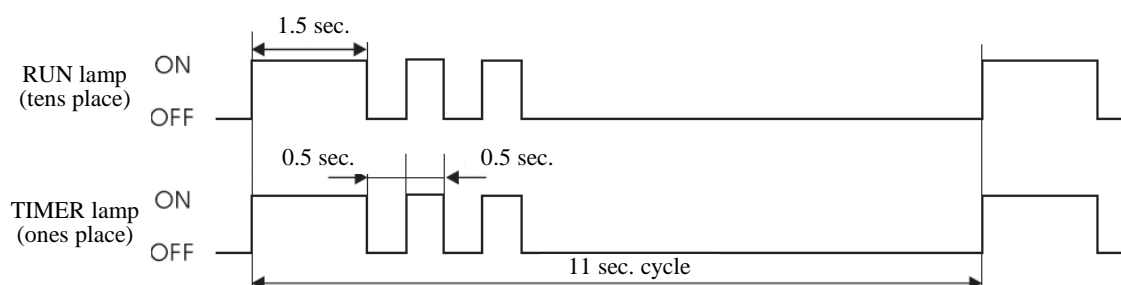 1.5 sec.
ON
RUN lamp
(tens place)
OFF
0.5 sec.
0.5 sec.
ON
TIMER lamp
(ones place)
OFF
11 sec. cycle